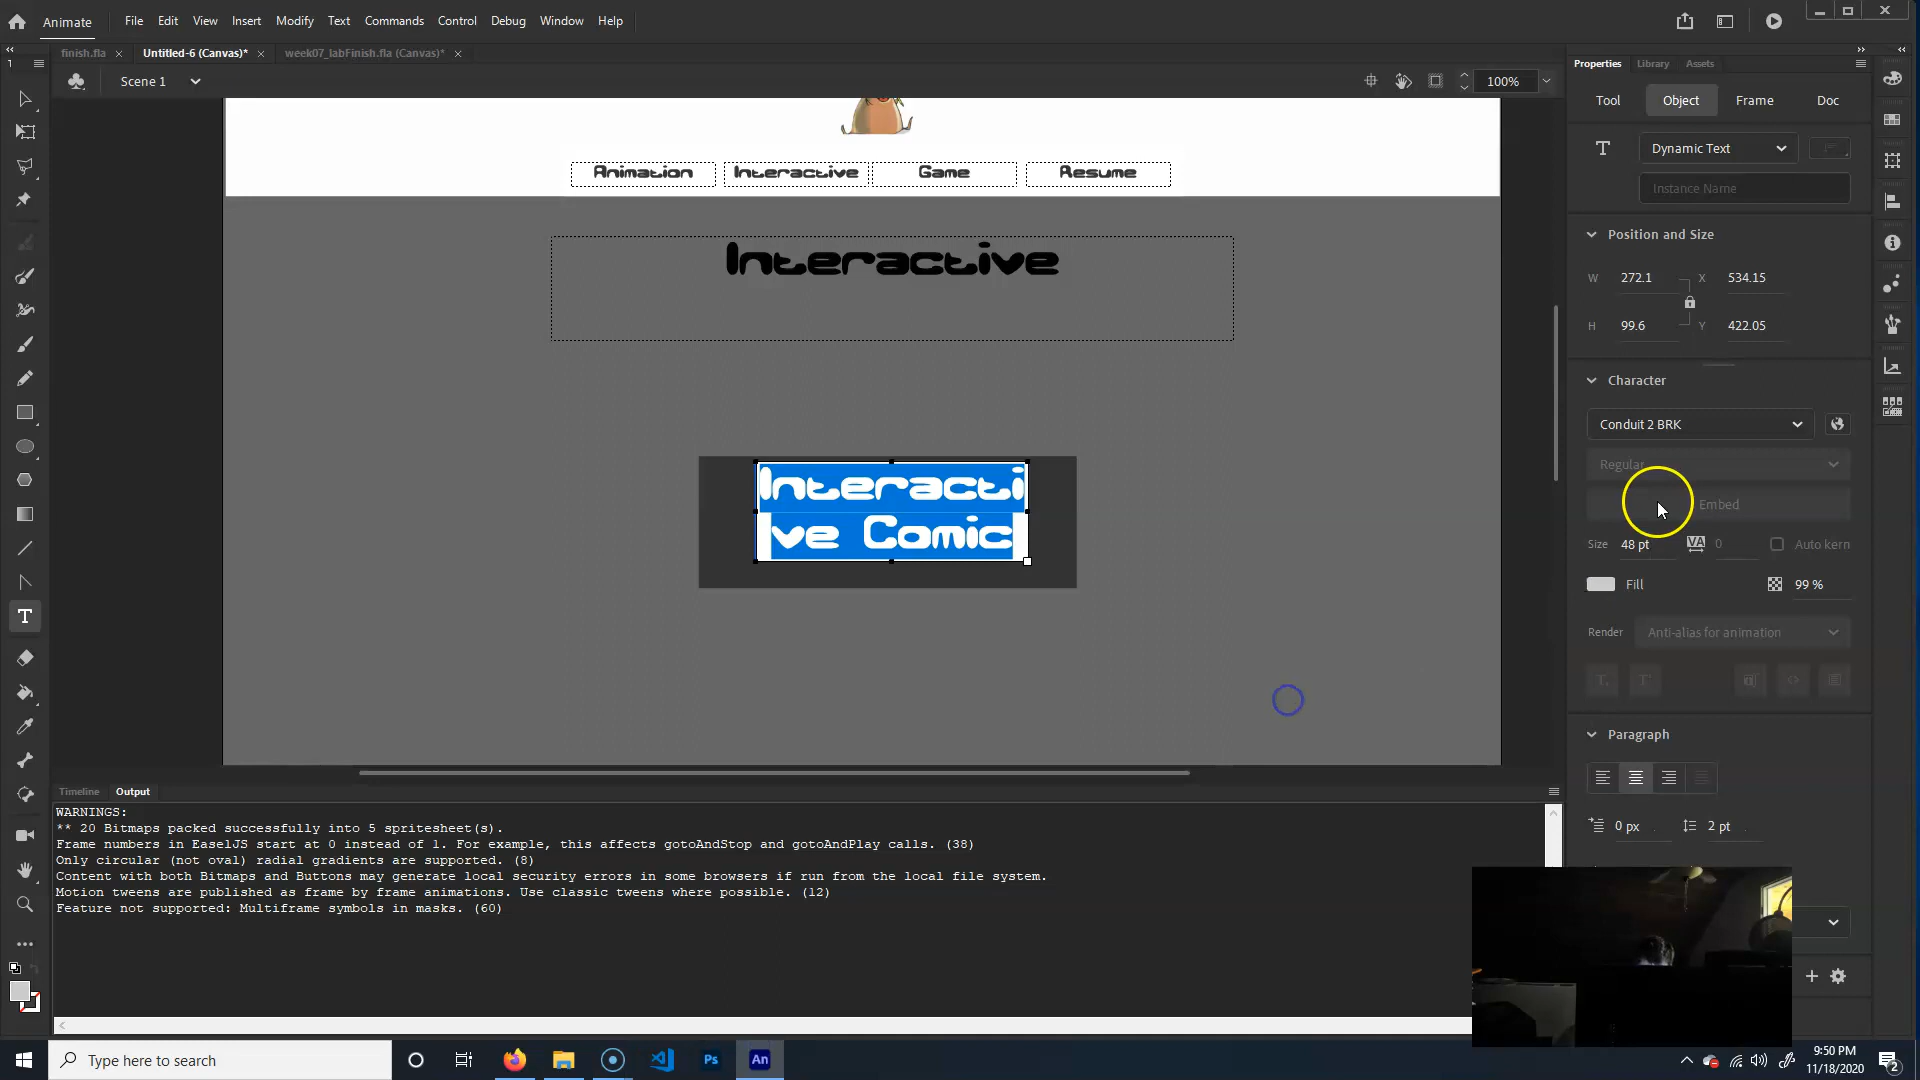 Animate
File
Edit
View
Insert
Modify
Text
Commands
Control
Debug
Window
Help
finish.fla
Untitled-6 (Canvas)*
week07_labFinish.fla (Canvas)*
1
Scene 1
100%
Animation
Interactive
Game
Resume
Interactive
Interacti
ve Comic
Properties
Library
Assets
Tool
Object
Frame
Doc
T
Dynamic Text
Instance Name
Position and Size
W 272.1 X 534.15
H 99.6 Y 422.05
Character
Conduit 2 BRK
Regular
Embed
Size 48 pt VA 0 Auto kern
Fill 99 %
Render Anti-alias for animation
Paragraph
0 px 2 pt
Timeline
Output
WARNINGS:
** 20 Bitmaps packed successfully into 5 spritesheet(s).
Frame numbers in EaselJS start at 0 instead of 1. For example, this affects gotoAndStop and gotoAndPlay calls. (38)
Only circular (not oval) radial gradients are supported. (8)
Content with both Bitmaps and Buttons may generate local security errors in some browsers if run from the local file system.
Motion tweens are published as frame by frame animations. Use classic tweens where possible. (12)
Feature not supported: Multiframe symbols in masks. (60)
Type here to search
Ps
An
9:50 PM
11/18/2020
2